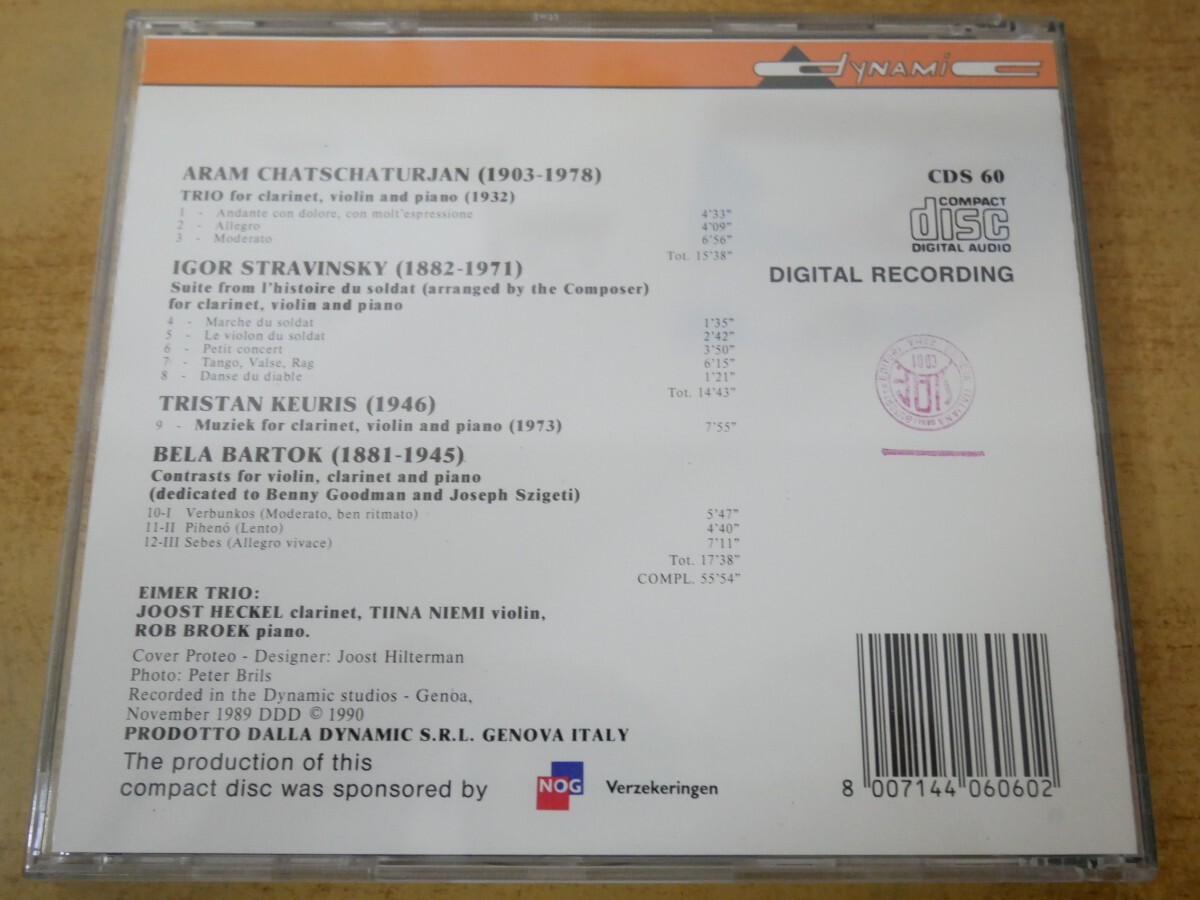 dynamic
ARAM CHATSCHATURJAN (1903-1978)
TRIO for clarinet, violin and piano (1932)
1 - Andante con dolore, con molt'espressione 4'33"
2 - Allegro 4'09"
3 - Moderato 6'56"
Tot. 15'38"
IGOR STRAVINSKY (1882-1971)
Suite from l'histoire du soldat (arranged by the Composer)
for clarinet, violin and piano
4 - Marche du soldat 1'35"
5 - Le violon du soldat 2'42"
6 - Petit concert 3'50"
7 - Tango, Valse, Rag 6'15"
8 - Danse du diable 1'21"
Tot. 14'43"
TRISTAN KEURIS (1946)
9 - Muziek for clarinet, violin and piano (1973) 7'55"
BELA BARTOK (1881-1945)
Contrasts for violin, clarinet and piano
(dedicated to Benny Goodman and Joseph Szigeti)
10-I Verbunkos (Moderato, ben ritmato) 5'47"
11-II Pihenó (Lento) 4'40"
12-III Sebes (Allegro vivace) 7'11"
Tot. 17'38"
COMPL. 55'54"
EIMER TRIO:
JOOST HECKEL clarinet, TIINA NIEMI violin,
ROB BROEK piano.
Cover Proteo - Designer: Joost Hilterman
Photo: Peter Brils
Recorded in the Dynamic studios - Genoa,
November 1989 DDD © 1990
PRODOTTO DALLA DYNAMIC S.R.L. GENOVA ITALY
The production of this
compact disc was sponsored by
NOG Verzekeringen
CDS 60
COMPACT
disc
DIGITAL AUDIO
DIGITAL RECORDING
SIAE
8 007144 060602